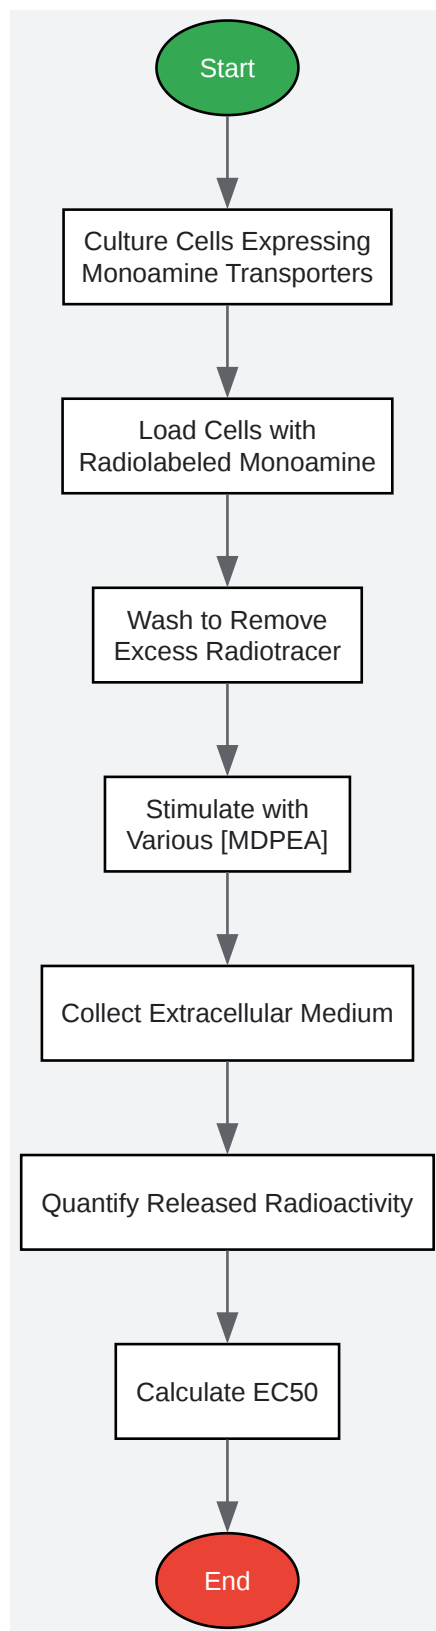 Start
Culture Cells Expressing
Monoamine Transporters
Load Cells with
Radiolabeled Monoamine
Wash to Remove
Excess Radiotracer
Stimulate with
Various [MDPEA]
Collect Extracellular Medium
Quantify Released Radioactivity
Calculate EC50
End